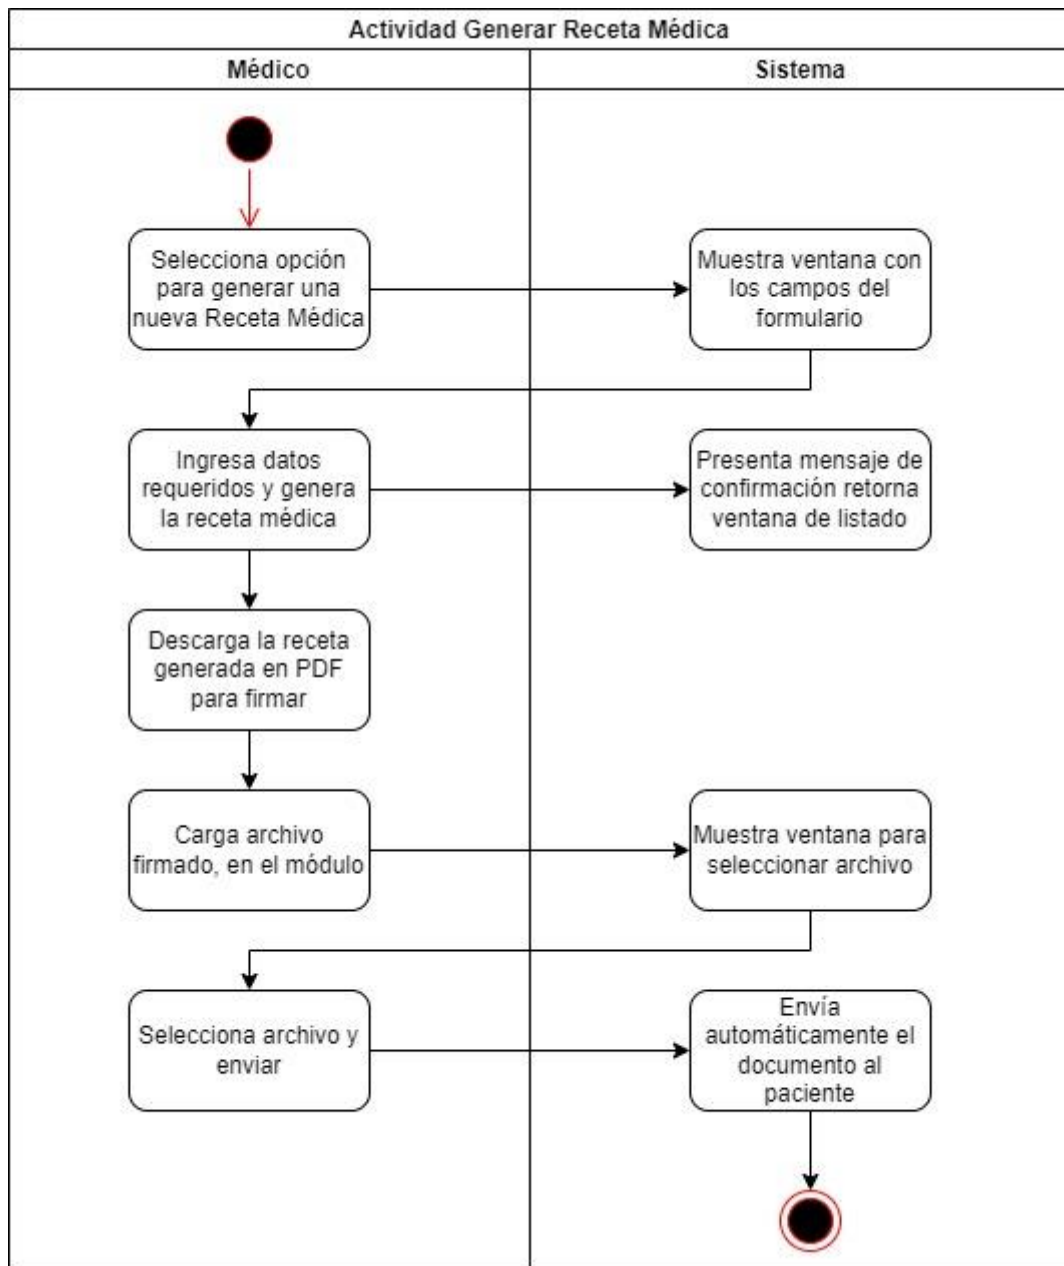 Actividad Generar Receta Médica
Médico
Sistema
Selecciona opción
para generar una
nueva Receta Médica
Muestra ventana con
los campos del
formulario
Ingresa datos
requeridos y genera
la receta médica
Presenta mensaje de
confirmación retorna
ventana de listado
Descarga la receta
generada en PDF
para firmar
Carga archivo
firmado, en el módulo
Muestra ventana para
seleccionar archivo
Selecciona archivo y
enviar
Envía
automáticamente el
documento al
paciente